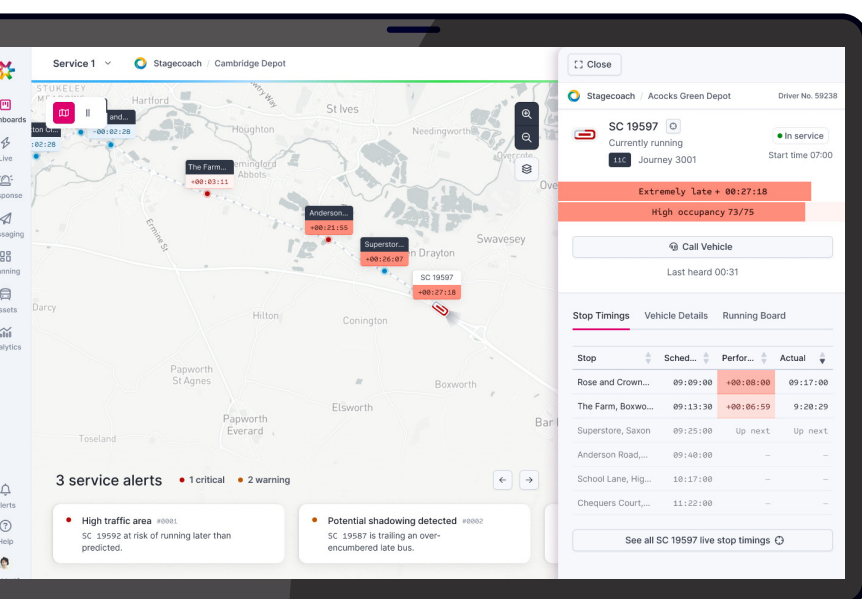 Service 1
Stagecoach / Cambridge Depot
STUKELEY
Hartford
St Ives
Houghton
Needingworth
Hemingford
Abbots
Overcote
Ermine St
Swavesey
Drayton
Hilton
Conington
Papworth
St Agnes
Boxworth
Elsworth
Papworth
Everard
Toseland
-00:02:28
The Farm...
+00:03:11
Anderson...
+00:21:55
Superstor...
+00:26:07
SC 19597
+00:27:18
3 service alerts
1 critical
2 warning
High traffic area #0001
SC 19592 at risk of running later than
predicted.
Potential shadowing detected #0002
SC 19587 is trailing an over-
encumbered late bus.
Close
Stagecoach / Acocks Green Depot
Driver No. 59238
SC 19597
Currently running
11C Journey 3001
In service
Start time 07:00
Extremely late + 00:27:18
High occupancy 73/75
Call Vehicle
Last heard 00:31
Stop Timings Vehicle Details Running Board
Stop Sched... Perfor... Actual
Rose and Crown... 09:09:00 +00:08:00 09:17:00
The Farm, Boxwo... 09:13:30 +00:06:59 9:20:29
Superstore, Saxon 09:25:00 Up next Up next
Anderson Road,... 09:40:00 — —
School Lane, Hig... 10:17:00 — —
Chequers Court,... 11:22:00 — —
See all SC 19597 live stop timings